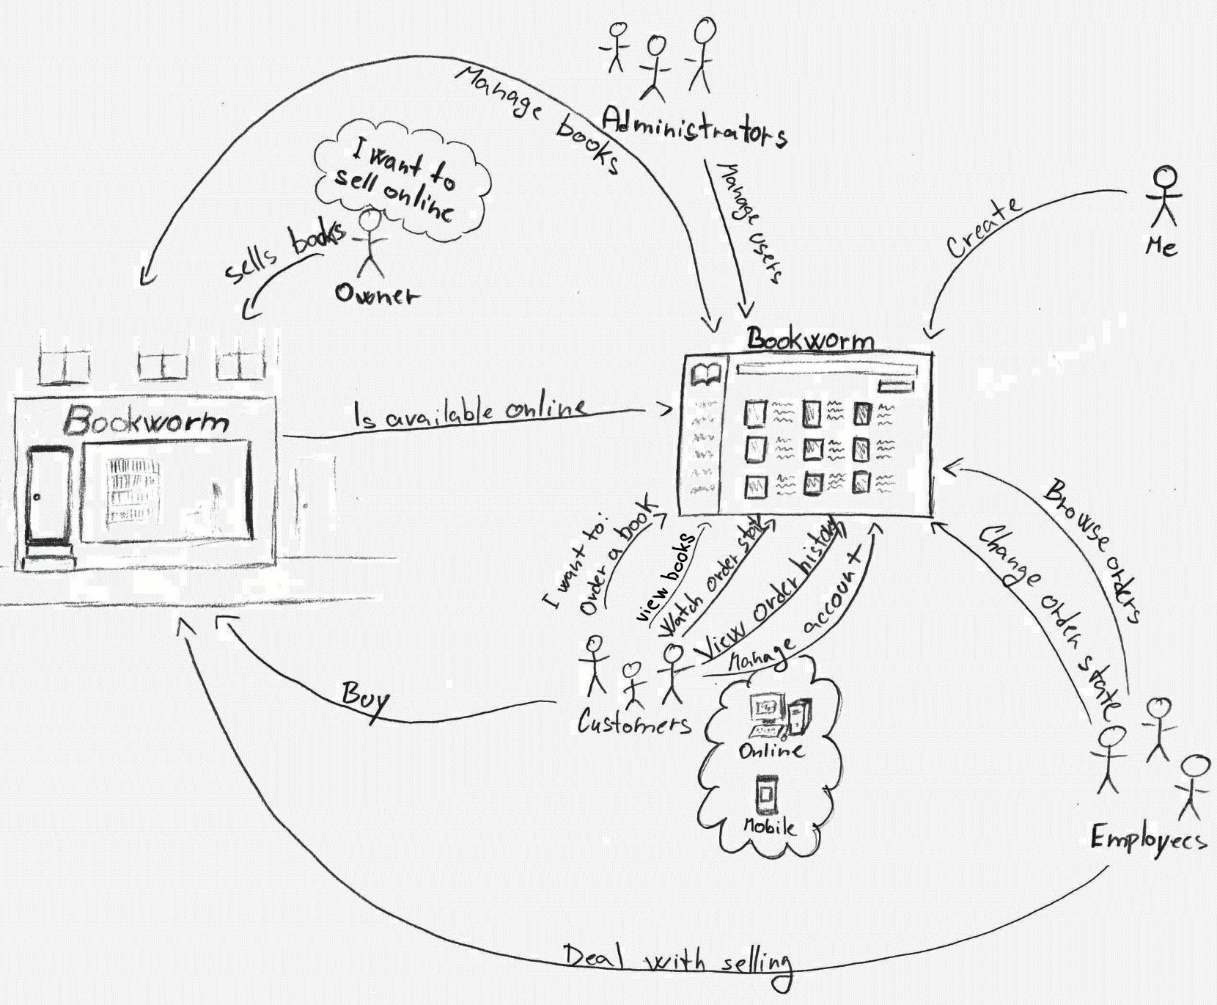 Administrators
Manage books
Manage users
I want to
sell online
sells books
Owner
Create
Me
Bookworm
Bookworm
Is available online
I want to:
Order a book
view books
Watch order stat
View order history
Manage account
Browse orders
Change order state
Buy
Customers
Online
Mobile
Employees
Deal with selling